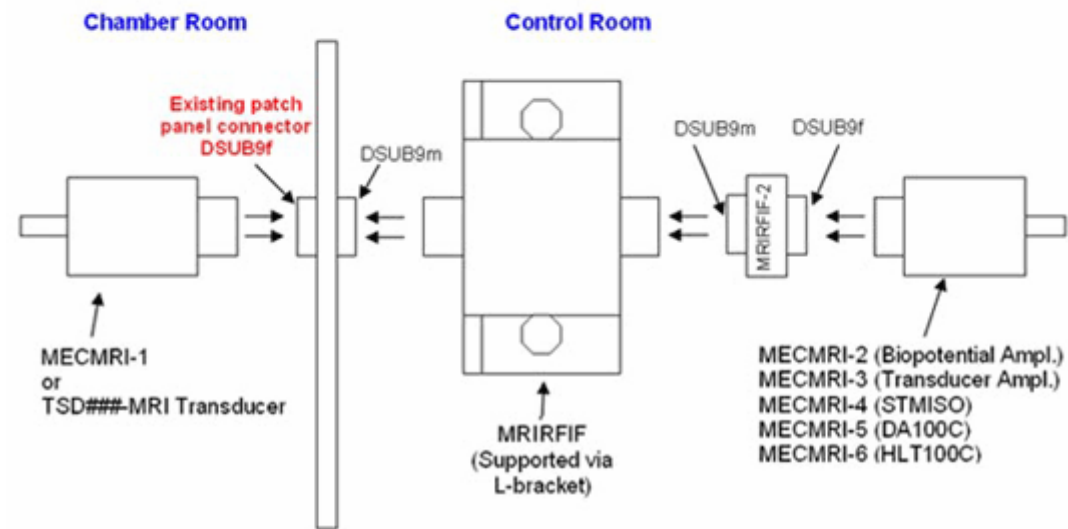 Chamber Room
Control Room
Existing patch
panel connector
DSUB9f
DSUB9m
DSUB9m
DSUB9f
MRIRFIF-2
MECMRI-1
or
TSD###-MRI Transducer
MRIRFIF
(Supported via
L-bracket)
MECMRI-2 (Biopotential Ampl.)
MECMRI-3 (Transducer Ampl.)
MECMRI-4 (STMISO)
MECMRI-5 (DA100C)
MECMRI-6 (HLT100C)